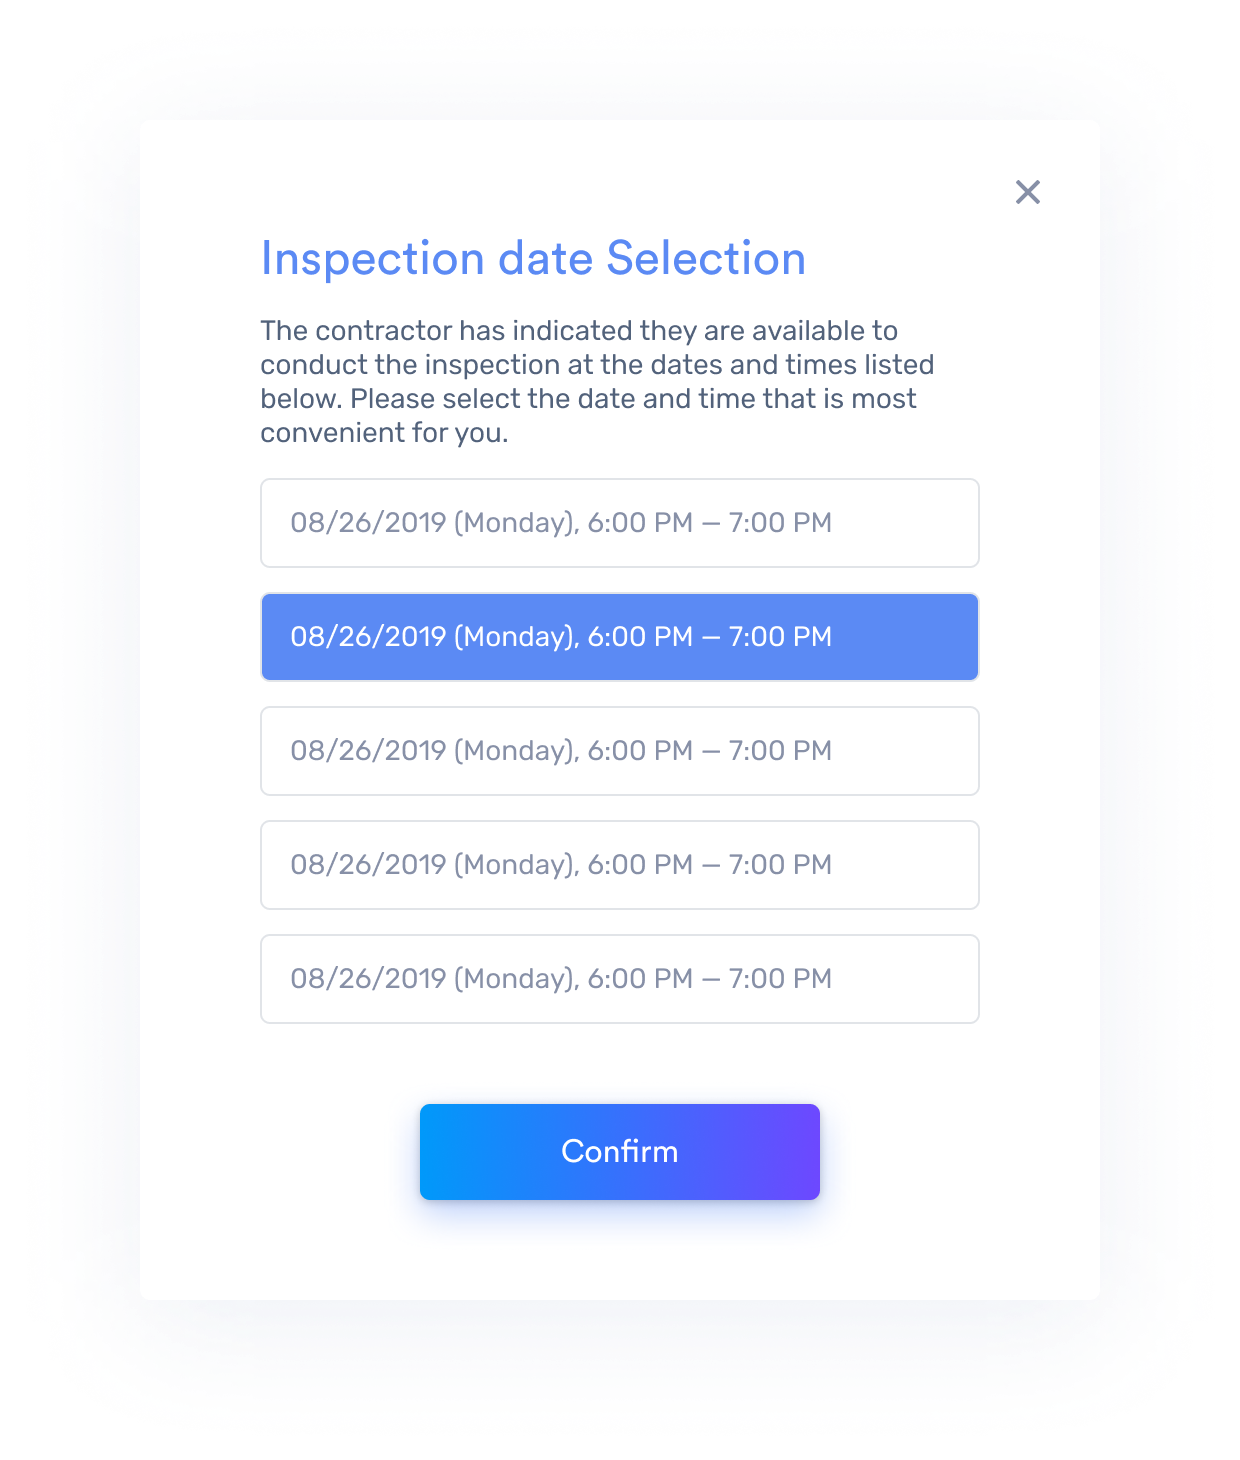 Inspection date Selection
The contractor has indicated they are available to
conduct the inspection at the dates and times listed
below. Please select the date and time that is most
convenient for you.
08/26/2019 (Monday), 6:00 PM — 7:00 PM
08/26/2019 (Monday), 6:00 PM — 7:00 PM
08/26/2019 (Monday), 6:00 PM — 7:00 PM
08/26/2019 (Monday), 6:00 PM — 7:00 PM
08/26/2019 (Monday), 6:00 PM — 7:00 PM
Confirm